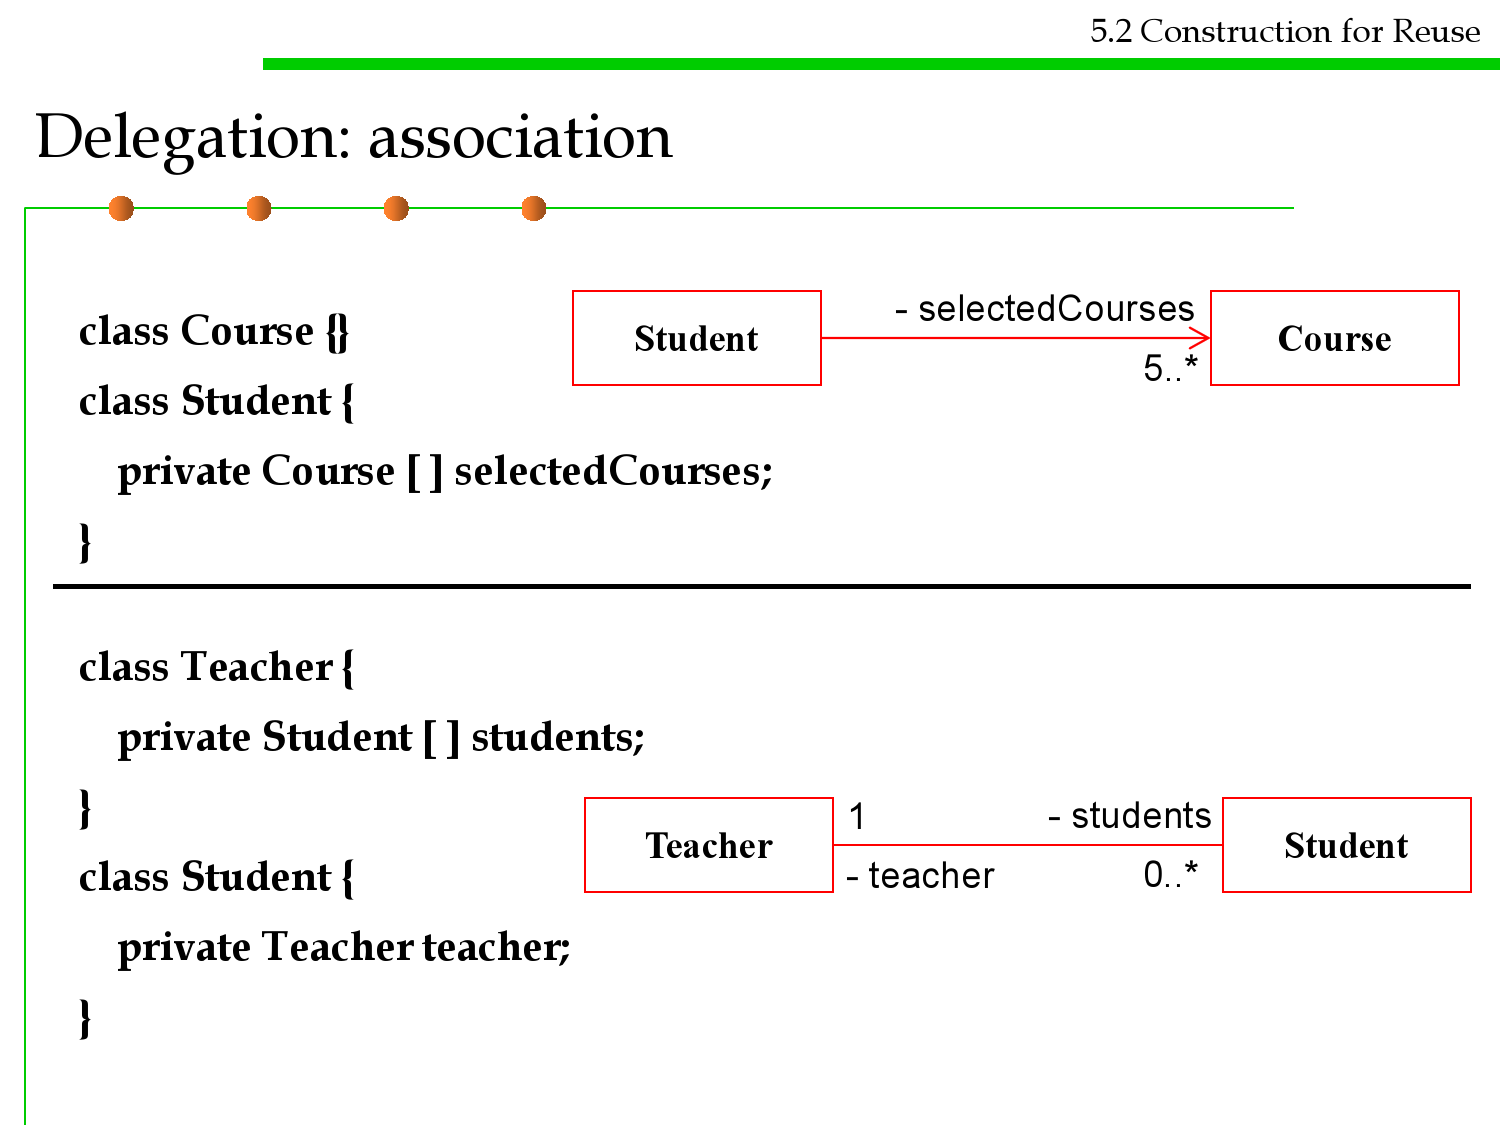 5.2 Construction for Reuse
Delegation: association
class Course {}
class Student {
private Course [ ] selectedCourses;
}
Student
- selectedCourses
5..*
Course
class Teacher {
private Student [ ] students;
}
class Student {
private Teacher teacher;
}
Teacher
1
- students
- teacher
0..*
Student